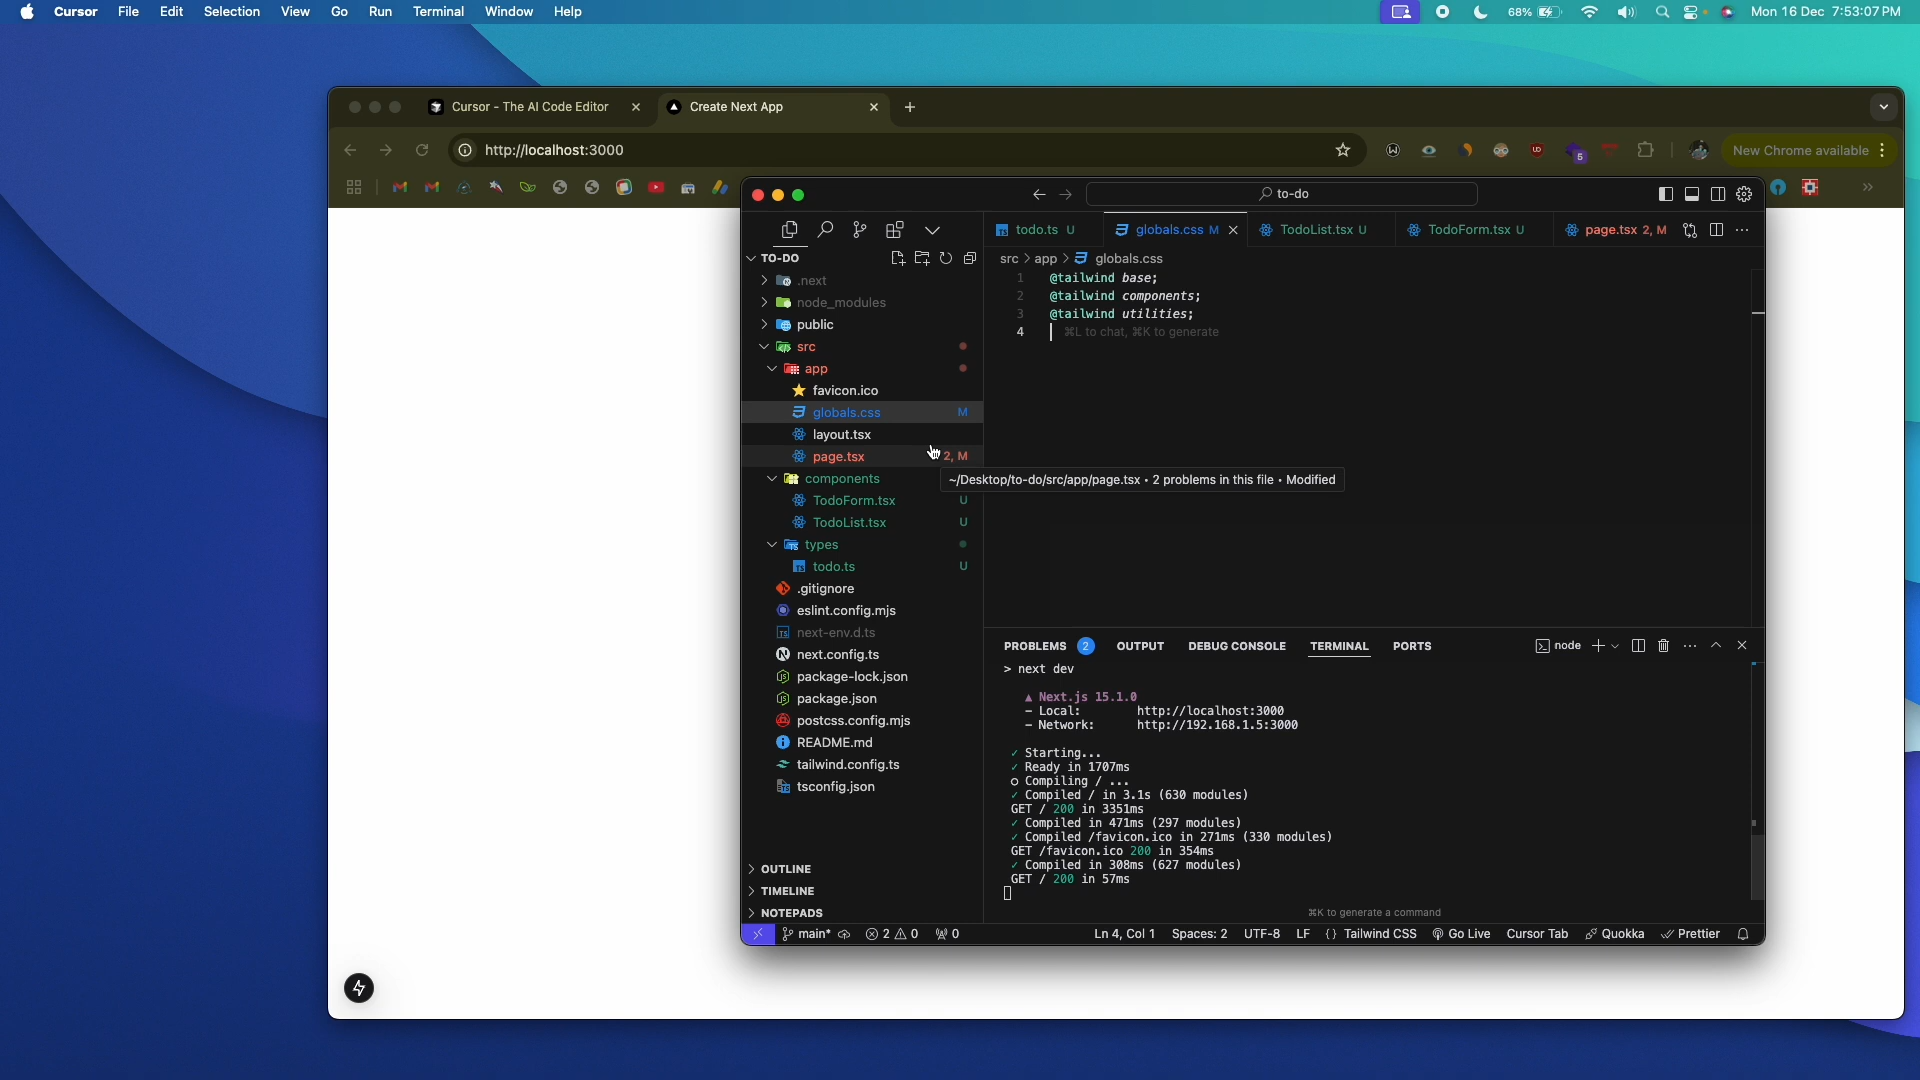 Cursor File Edit Selection View Go Run Terminal Window Help
68% Mon 16 Dec 7:53:07 PM
Cursor - The AI Code Editor
Create Next App
http://localhost:3000
5
New Chrome available
to-do
TO-DO
.next
node_modules
public
src
app
favicon.ico
globals.css M
layout.tsx
page.tsx 2, M
components
TodoForm.tsx U
TodoList.tsx U
types
todo.ts U
.gitignore
eslint.config.mjs
next-env.d.ts
next.config.ts
package-lock.json
package.json
postcss.config.mjs
README.md
tailwind.config.ts
tsconfig.json
OUTLINE
TIMELINE
NOTEPADS
todo.ts U
globals.css M
TodoList.tsx U
TodoForm.tsx U
page.tsx 2, M
src > app > globals.css
1 @tailwind base;
2 @tailwind components;
3 @tailwind utilities;
4 ⌘L to chat, ⌘K to generate
~/Desktop/to-do/src/app/page.tsx • 2 problems in this file • Modified
PROBLEMS 2 OUTPUT DEBUG CONSOLE TERMINAL PORTS
node
> next dev
▲ Next.js 15.1.0
- Local: http://localhost:3000
- Network: http://192.168.1.5:3000
✓ Starting...
✓ Ready in 1707ms
○ Compiling / ...
✓ Compiled / in 3.1s (630 modules)
GET / 200 in 3351ms
✓ Compiled in 471ms (297 modules)
✓ Compiled /favicon.ico in 271ms (330 modules)
GET /favicon.ico 200 in 354ms
✓ Compiled in 308ms (627 modules)
GET / 200 in 57ms
⌘K to generate a command
main* 2 0 0
Ln 4, Col 1 Spaces: 2 UTF-8 LF {} Tailwind CSS Go Live Cursor Tab Quokka Prettier